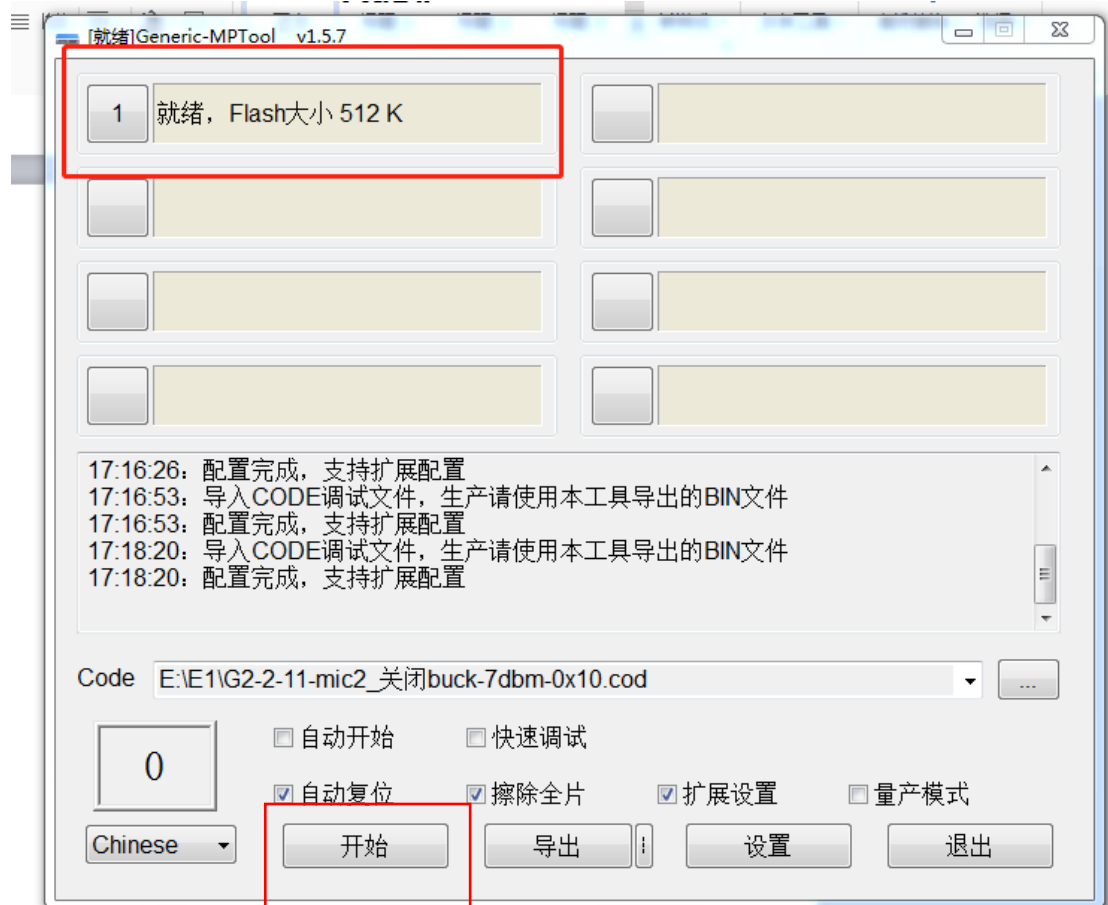 [就绪]Generic-MPTool v1.5.7
1 就绪，Flash大小 512 K
17:16:26：配置完成，支持扩展配置
17:16:53：导入CODE调试文件，生产请使用本工具导出的BIN文件
17:16:53：配置完成，支持扩展配置
17:18:20：导入CODE调试文件，生产请使用本工具导出的BIN文件
17:18:20：配置完成，支持扩展配置
Code E:\E1\G2-2-11-mic2_关闭buck-7dbm-0x10.cod ...
0
自动开始 快速调试
自动复位 擦除全片 扩展设置 量产模式
Chinese 开始 导出 设置 退出